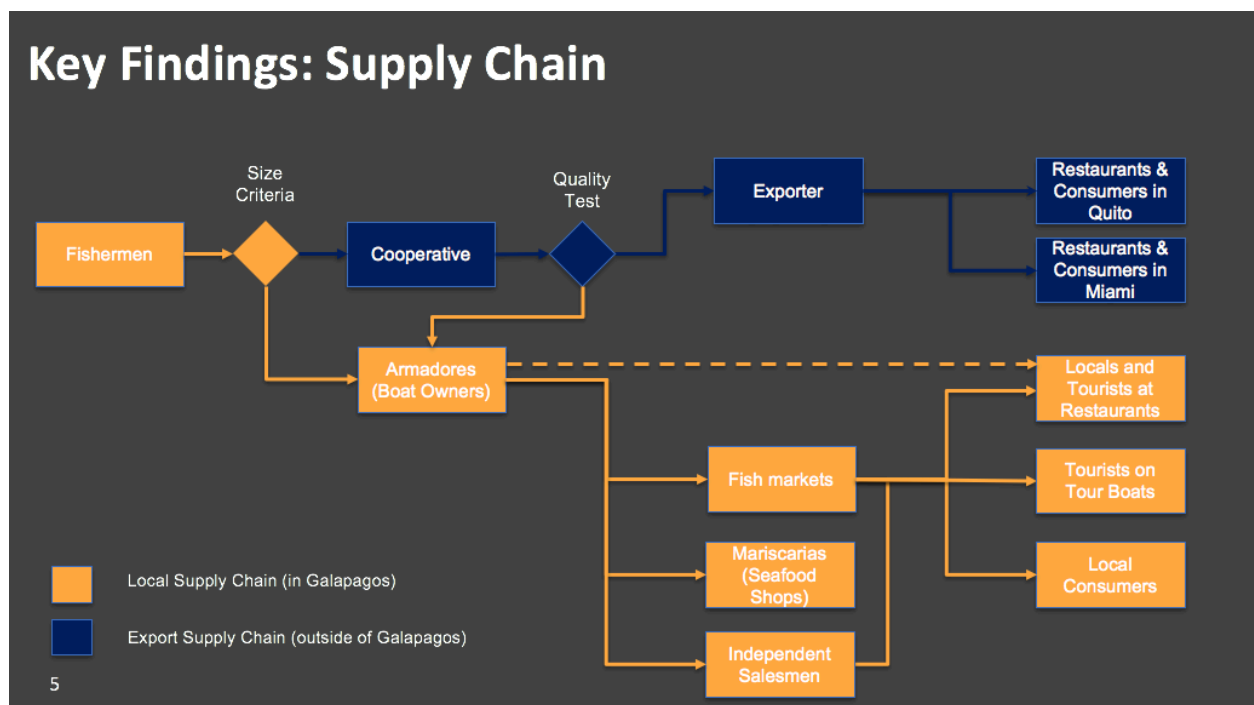 Key Findings: Supply Chain
Size
Criteria
Quality
Test
Fishermen
Cooperative
Exporter
Restaurants &
Consumers in
Quito
Restaurants &
Consumers in
Miami
Armadores
(Boat Owners)
Locals and
Tourists at
Restaurants
Fish markets
Tourists on
Tour Boats
Mariscarias
(Seafood
Shops)
Local
Consumers
Independent
Salesmen
Local Supply Chain (in Galapagos)
Export Supply Chain (outside of Galapagos)
5